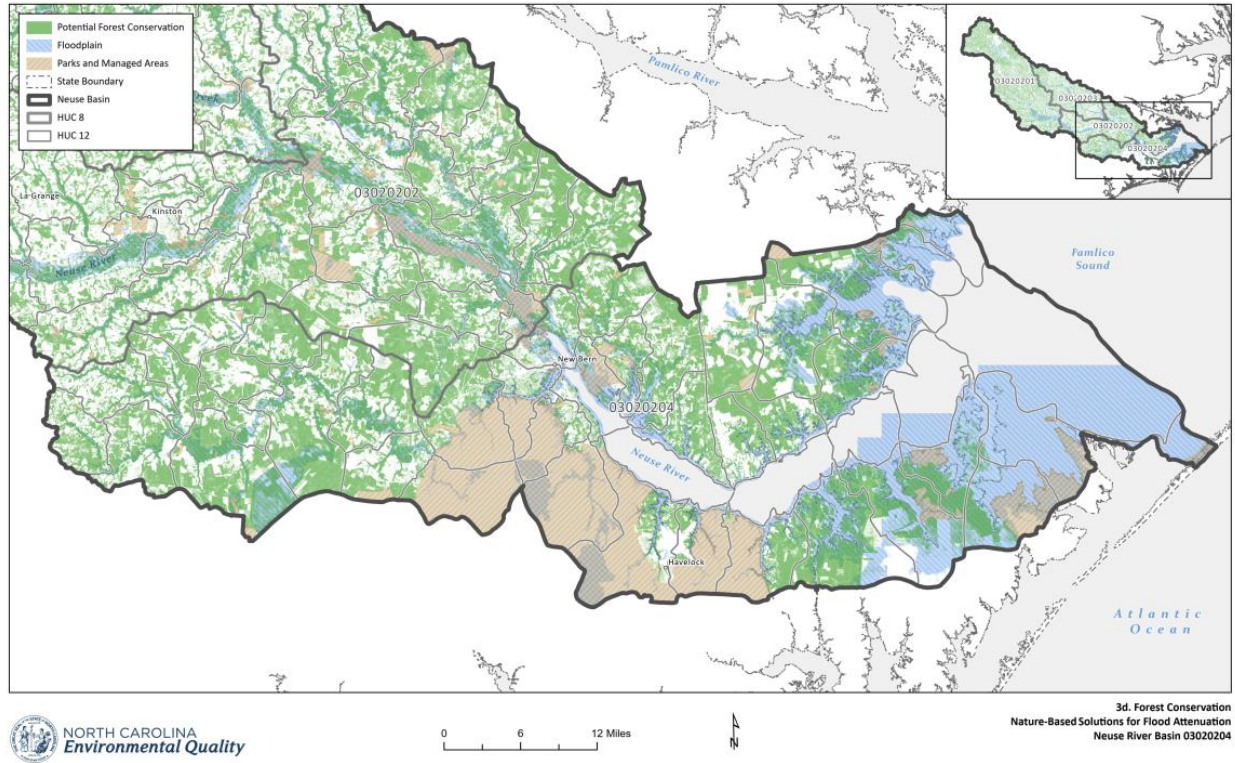 Potential Forest Conservation
Floodplain
Parks and Managed Areas
State Boundary
Neuse Basin
HUC 8
HUC 12
Pamlico River
03020201
03020203
03020202
03020204
La Grange
Kinston
Neuse River
Creek
03020202
New Bern
03020204
Neuse River
Havelock
Pamlico
Sound
Atlantic
Ocean
NORTH CAROLINA
Environmental Quality
0 6 12 Miles
N
3d. Forest Conservation
Nature-Based Solutions for Flood Attenuation
Neuse River Basin 03020204